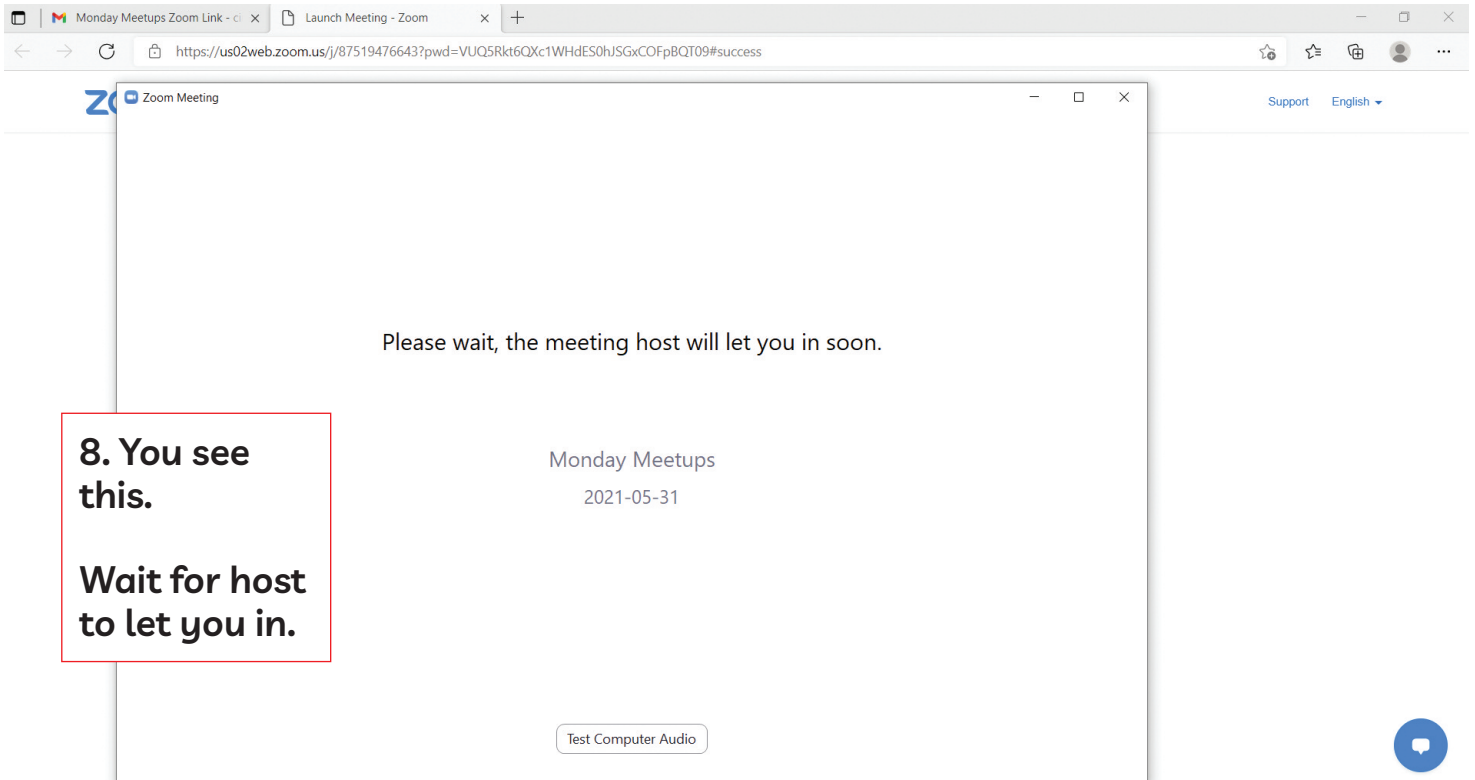 Monday Meetups Zoom Link - cl
Launch Meeting - Zoom
https://us02web.zoom.us/j/87519476643?pwd=VUQ5Rkt6QXc1WHdES0hJSGxCOFpBQT09#success
Zoom Meeting
Support English
Please wait, the meeting host will let you in soon.
Monday Meetups
2021-05-31
8. You see
this.
Wait for host
to let you in.
Test Computer Audio